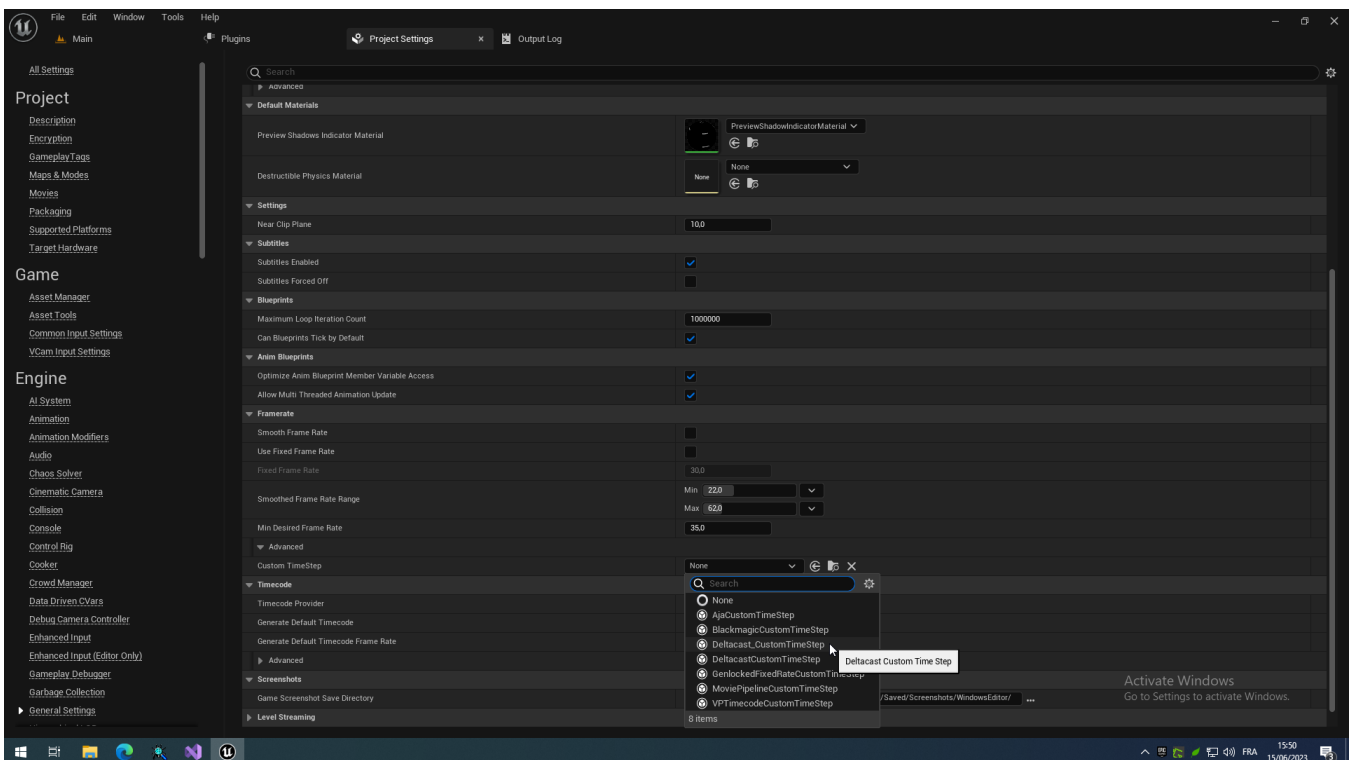 File Edit Window Tools Help
Main Plugins Project Settings Output Log
All Settings
Project
Description
Encryption
GameplayTags
Maps & Modes
Movies
Packaging
Supported Platforms
Target Hardware
Game
Asset Manager
Asset Tools
Common Input Settings
VCam Input Settings
Engine
AI System
Animation
Animation Modifiers
Audio
Chaos Solver
Cinematic Camera
Collision
Console
Control Rig
Cooker
Crowd Manager
Data Driven CVars
Debug Camera Controller
Enhanced Input
Enhanced Input (Editor Only)
Gameplay Debugger
Garbage Collection
General Settings
Search
Advanced
Default Materials
Preview Shadows Indicator Material PreviewShadowIndicatorMaterial
Destructible Physics Material None None
Settings
Near Clip Plane 10,0
Subtitles
Subtitles Enabled
Subtitles Forced Off
Blueprints
Maximum Loop Iteration Count 1000000
Can Blueprints Tick by Default
Anim Blueprints
Optimize Anim Blueprint Member Variable Access
Allow Multi Threaded Animation Update
Framerate
Smooth Frame Rate
Use Fixed Frame Rate
Fixed Frame Rate 30,0
Smoothed Frame Rate Range
Min 22,0
Max 62,0
Min Desired Frame Rate 35,0
Advanced
Custom TimeStep None
Timecode
Timecode Provider
Generate Default Timecode
Generate Default Timecode Frame Rate
Advanced
Screenshots
Game Screenshot Save Directory /Saved/Screenshots/WindowsEditor/ ...
Level Streaming
Search
None
AjaCustomTimeStep
BlackmagicCustomTimeStep
Deltacast_CustomTimeStep
DeltacastCustomTimeStep
GenlockedFixedRateCustomTimeStep
MoviePipelineCustomTimeStep
VPTimecodeCustomTimeStep
8 items
Deltacast Custom Time Step
Activate Windows
Go to Settings to activate Windows.
FRA
15:50
15/06/2023
3